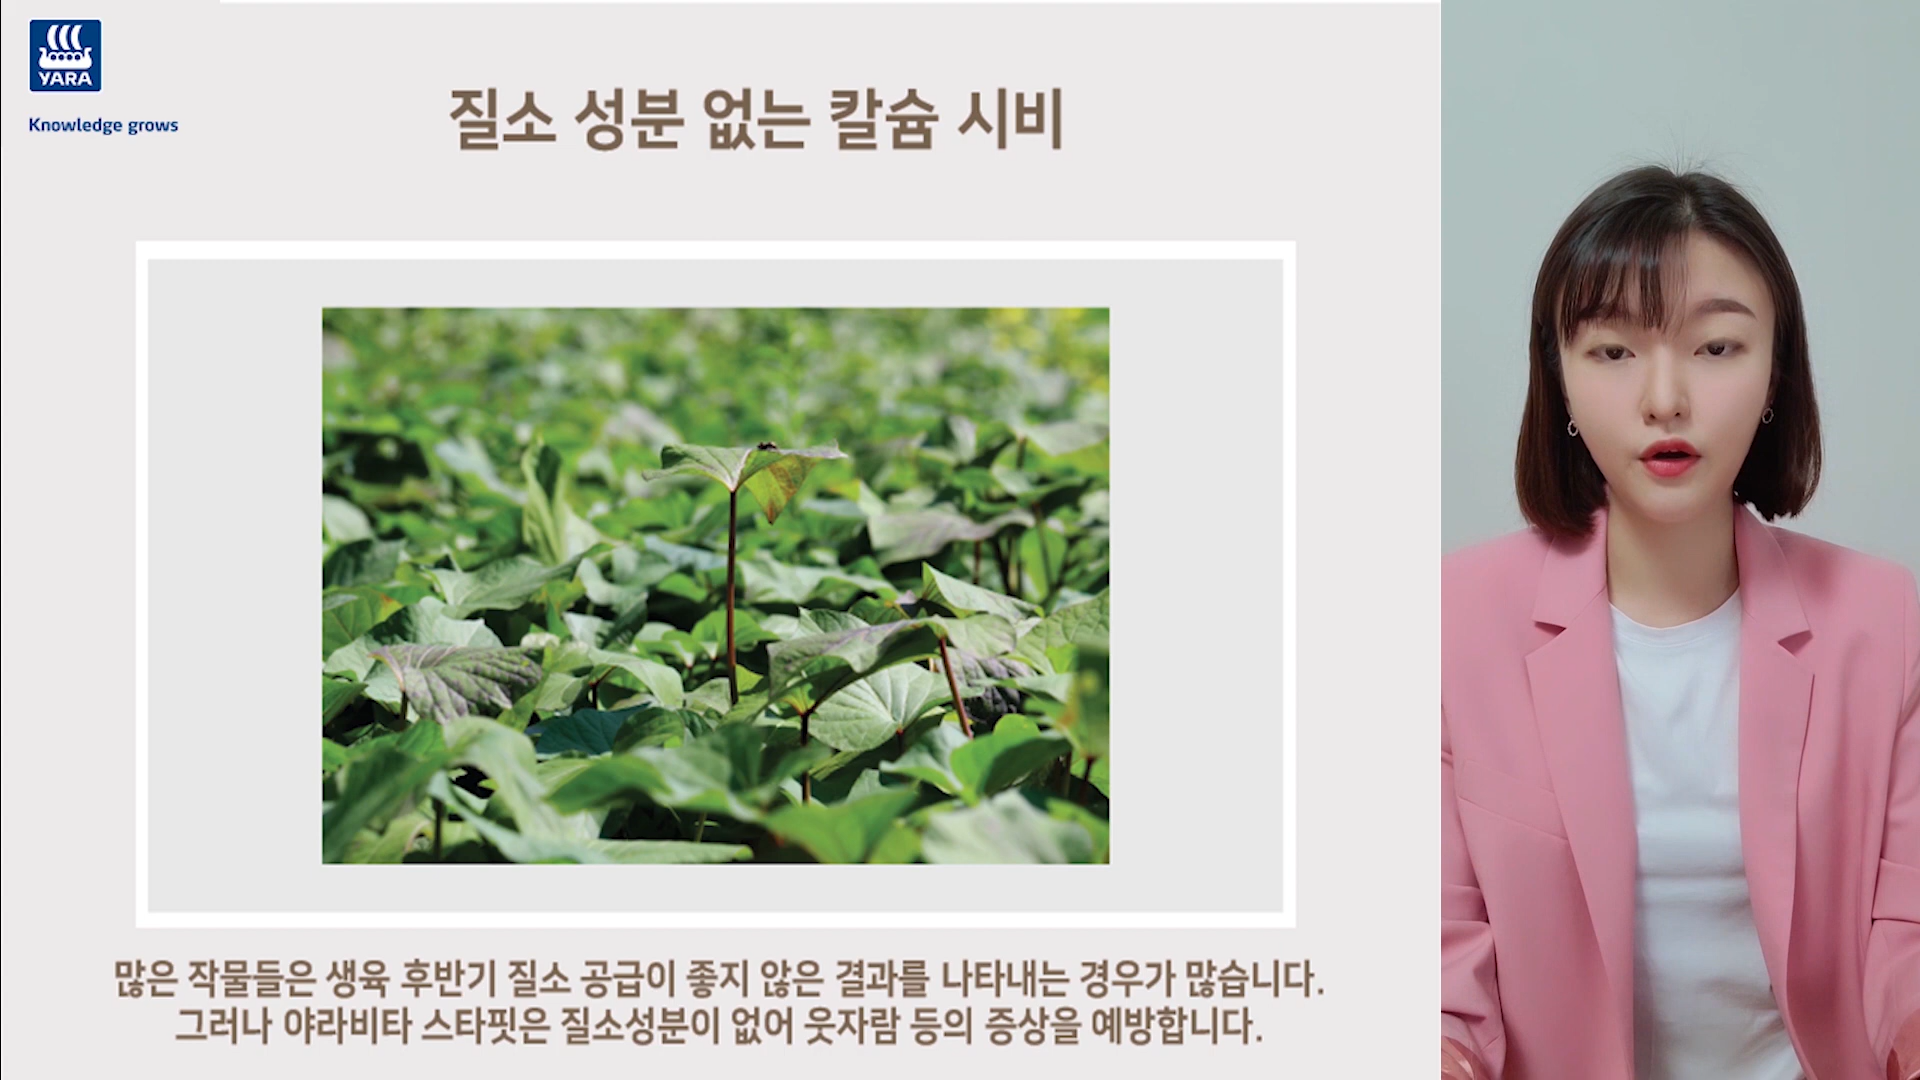 YARA
Knowledge grows
질소 성분 없는 칼슘 시비
많은 작물들은 생육 후반기 질소 공급이 좋지 않은 결과를 나타내는 경우가 많습니다.
그러나 야라비타 스타핏은 질소성분이 없어 웃자람 등의 증상을 예방합니다.